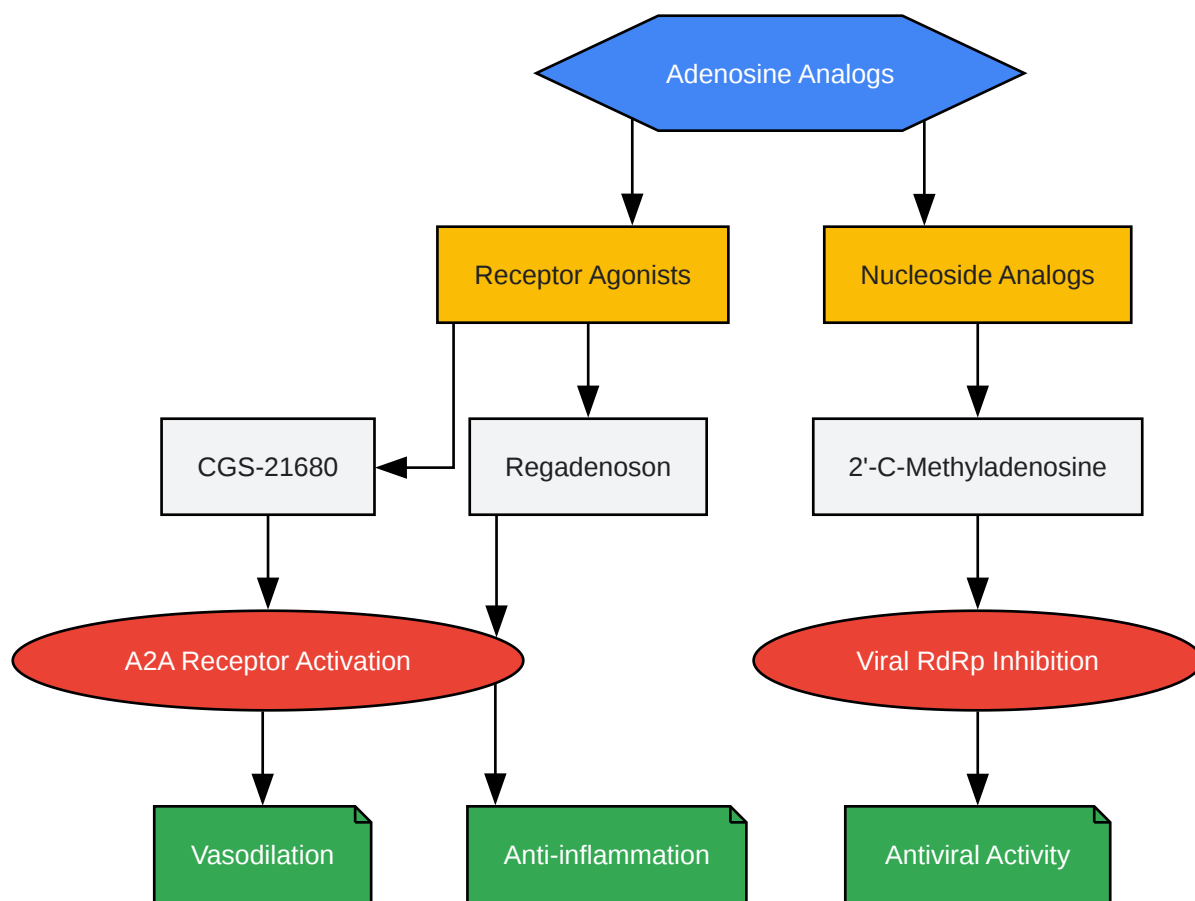 Adenosine Analogs
Receptor Agonists
Nucleoside Analogs
CGS-21680
Regadenoson
2'-C-Methyladenosine
A2A Receptor Activation
Viral RdRp Inhibition
Vasodilation
Anti-inflammation
Antiviral Activity